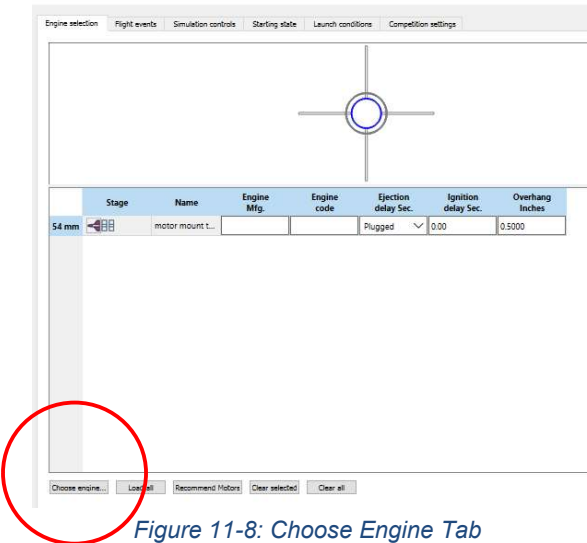 Engine selection Flight events Simulation controls Starting state Launch conditions Competition settings
Stage Name Engine Mfg. Engine code Ejection delay Sec. Ignition delay Sec. Overhang Inches
54 mm motor mount t... Plugged 0.00 0.5000
Choose engine... Load all Recommend Motors Clear selected Clear all
Figure 11-8: Choose Engine Tab